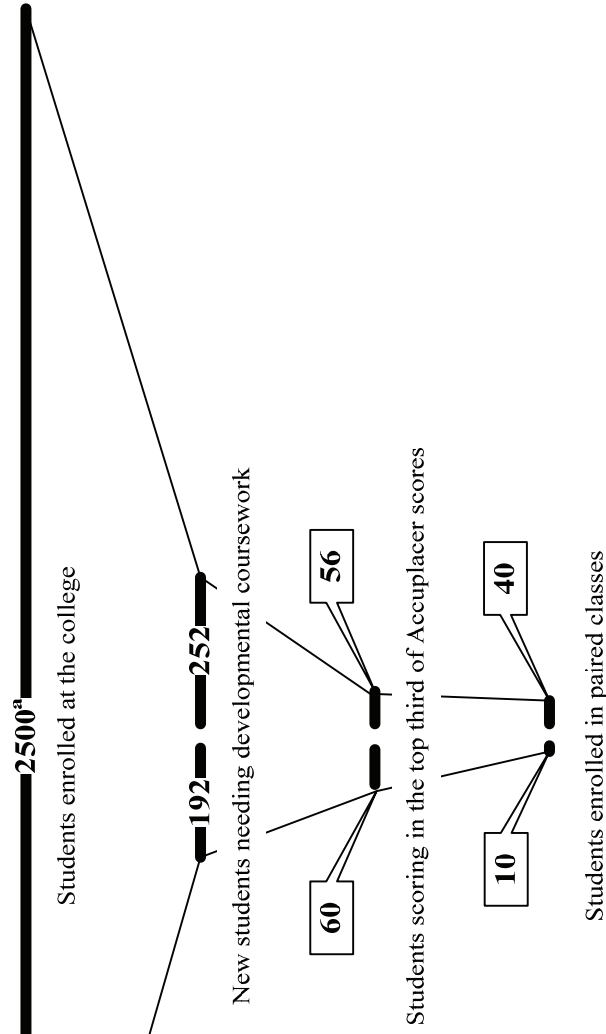 2500a
Students enrolled at the college
192 252
New students needing developmental coursework
60 56
Students scoring in the top third of Accuplacer scores
10 40
Students enrolled in paired classes